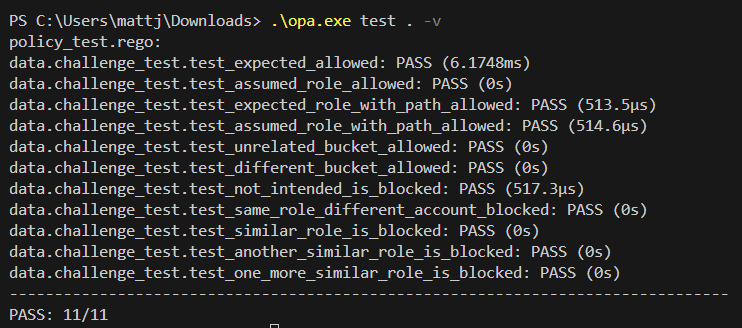 PS C:\Users\mattj\Downloads> .\opa.exe test . -v
policy_test.rego:
data.challenge_test.test_expected_allowed: PASS (6.1748ms)
data.challenge_test.test_assumed_role_allowed: PASS (0s)
data.challenge_test.test_expected_role_with_path_allowed: PASS (513.5µs)
data.challenge_test.test_assumed_role_with_path_allowed: PASS (514.6µs)
data.challenge_test.test_unrelated_bucket_allowed: PASS (0s)
data.challenge_test.test_different_bucket_allowed: PASS (0s)
data.challenge_test.test_not_intended_is_blocked: PASS (517.3µs)
data.challenge_test.test_same_role_different_account_blocked: PASS (0s)
data.challenge_test.test_similar_role_is_blocked: PASS (0s)
data.challenge_test.test_another_similar_role_is_blocked: PASS (0s)
data.challenge_test.test_one_more_similar_role_is_blocked: PASS (0s)
--------------------------------------------------------------------------------
PASS: 11/11